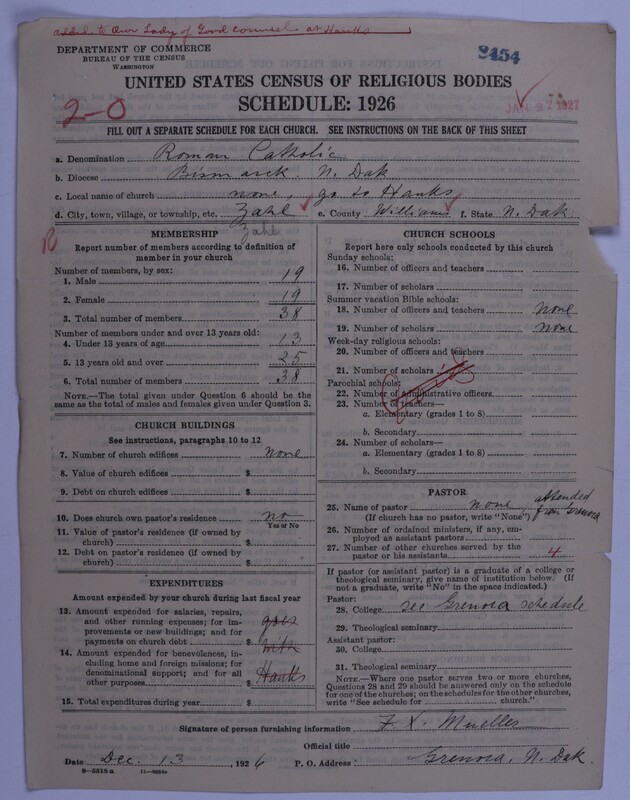 added to Our Lady of Good Counsel at Hanks
DEPARTMENT OF COMMERCE
BUREAU OF THE CENSUS
WASHINGTON
2454
UNITED STATES CENSUS OF RELIGIOUS BODIES
SCHEDULE: 1926
2-0
JAN 27 1927
FILL OUT A SEPARATE SCHEDULE FOR EACH CHURCH. SEE INSTRUCTIONS ON THE BACK OF THIS SHEET
a. Denomination Roman Catholic
b. Diocese Bismarck. N. Dak
c. Local name of church none, go to Hanks
d. City, town, village, or township, etc. Zahl e. County Williams f. State N. Dak
Zahl
MEMBERSHIP
Report number of members according to definition of
member in your church
Number of members, by sex:
1. Male 19
2. Female 19
3. Total number of members 38
Number of members under and over 13 years old:
4. Under 13 years of age 13
5. 13 years old and over 25
6. Total number of members 38
NOTE.—The total given under Question 6 should be
the same as the total of males and females given under Question 3.
CHURCH BUILDINGS
See instructions, paragraphs 10 to 12
7. Number of church edifices none
8. Value of church edifices $
9. Debt on church edifices $
10. Does church own pastor's residence no
Yes or No
11. Value of pastor's residence (if owned by
church) $
12. Debt on pastor's residence (if owned by
church) $
EXPENDITURES
Amount expended by your church during last fiscal year
13. Amount expended for salaries, repairs,
and other running expenses; for im-
provements or new buildings; and for
payments on church debt $ goes
14. Amount expended for benevolences, in-
cluding home and foreign missions; for
denominational support; and for all
other purposes $ with Hanks
15. Total expenditures during year $
CHURCH SCHOOLS
Report here only schools conducted by this church
Sunday schools:
16. Number of officers and teachers
17. Number of scholars
Summer vacation Bible schools:
18. Number of officers and teachers none
19. Number of scholars none
Week-day religious schools:
20. Number of officers and teachers
21. Number of scholars
Parochial schools:
22. Number of administrative officers
23. Number of teachers—
a. Elementary (grades 1 to 8)
b. Secondary
24. Number of scholars—
a. Elementary (grades 1 to 8)
b. Secondary
PASTOR
25. Name of pastor none attended from Grenora
(If church has no pastor, write "None")
26. Number of ordained ministers, if any, em-
ployed as assistant pastors
27. Number of other churches served by the
pastor or his assistants 4
If pastor (or assistant pastor) is a graduate of a college or
theological seminary, give name of institution below. (If
not a graduate, write "No" in the space indicated.)
Pastor:
28. College see Grenora schedule
29. Theological seminary
Assistant pastor:
30. College
31. Theological seminary
NOTE.—Where one pastor serves two or more churches,
Questions 28 and 29 should be answered only on the schedule
for one of the churches; on the schedules for the other churches,
write "See schedule for church."
Signature of person furnishing information F. X. Mueller
Official title
Date Dec. 13, 1926 P. O. Address Grenora, N. Dak.
8—5318 a